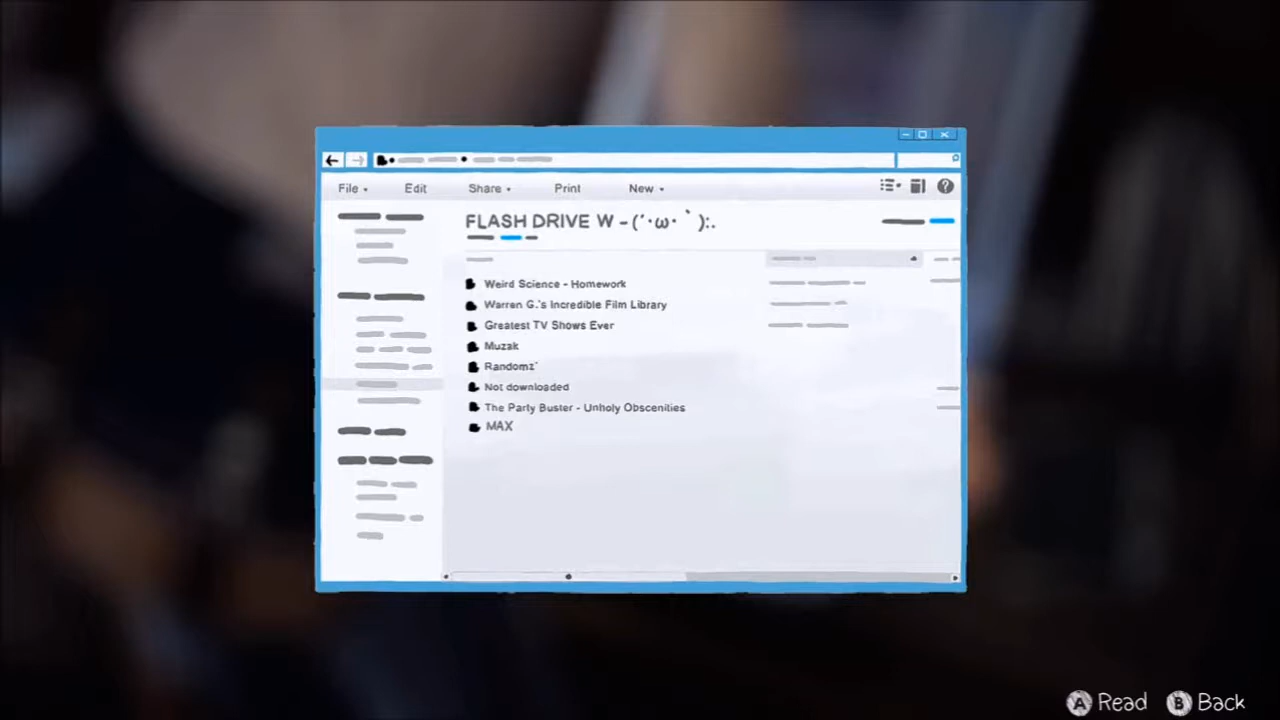 File Edit Share Print New
FLASH DRIVE W -(´･ω･`):.
Weird Science - Homework
Warren G.'s Incredible Film Library
Greatest TV Shows Ever
Muzak
Randomz'
Not downloaded
The Party Buster - Unholy Obscenities
MAX
A Read B Back